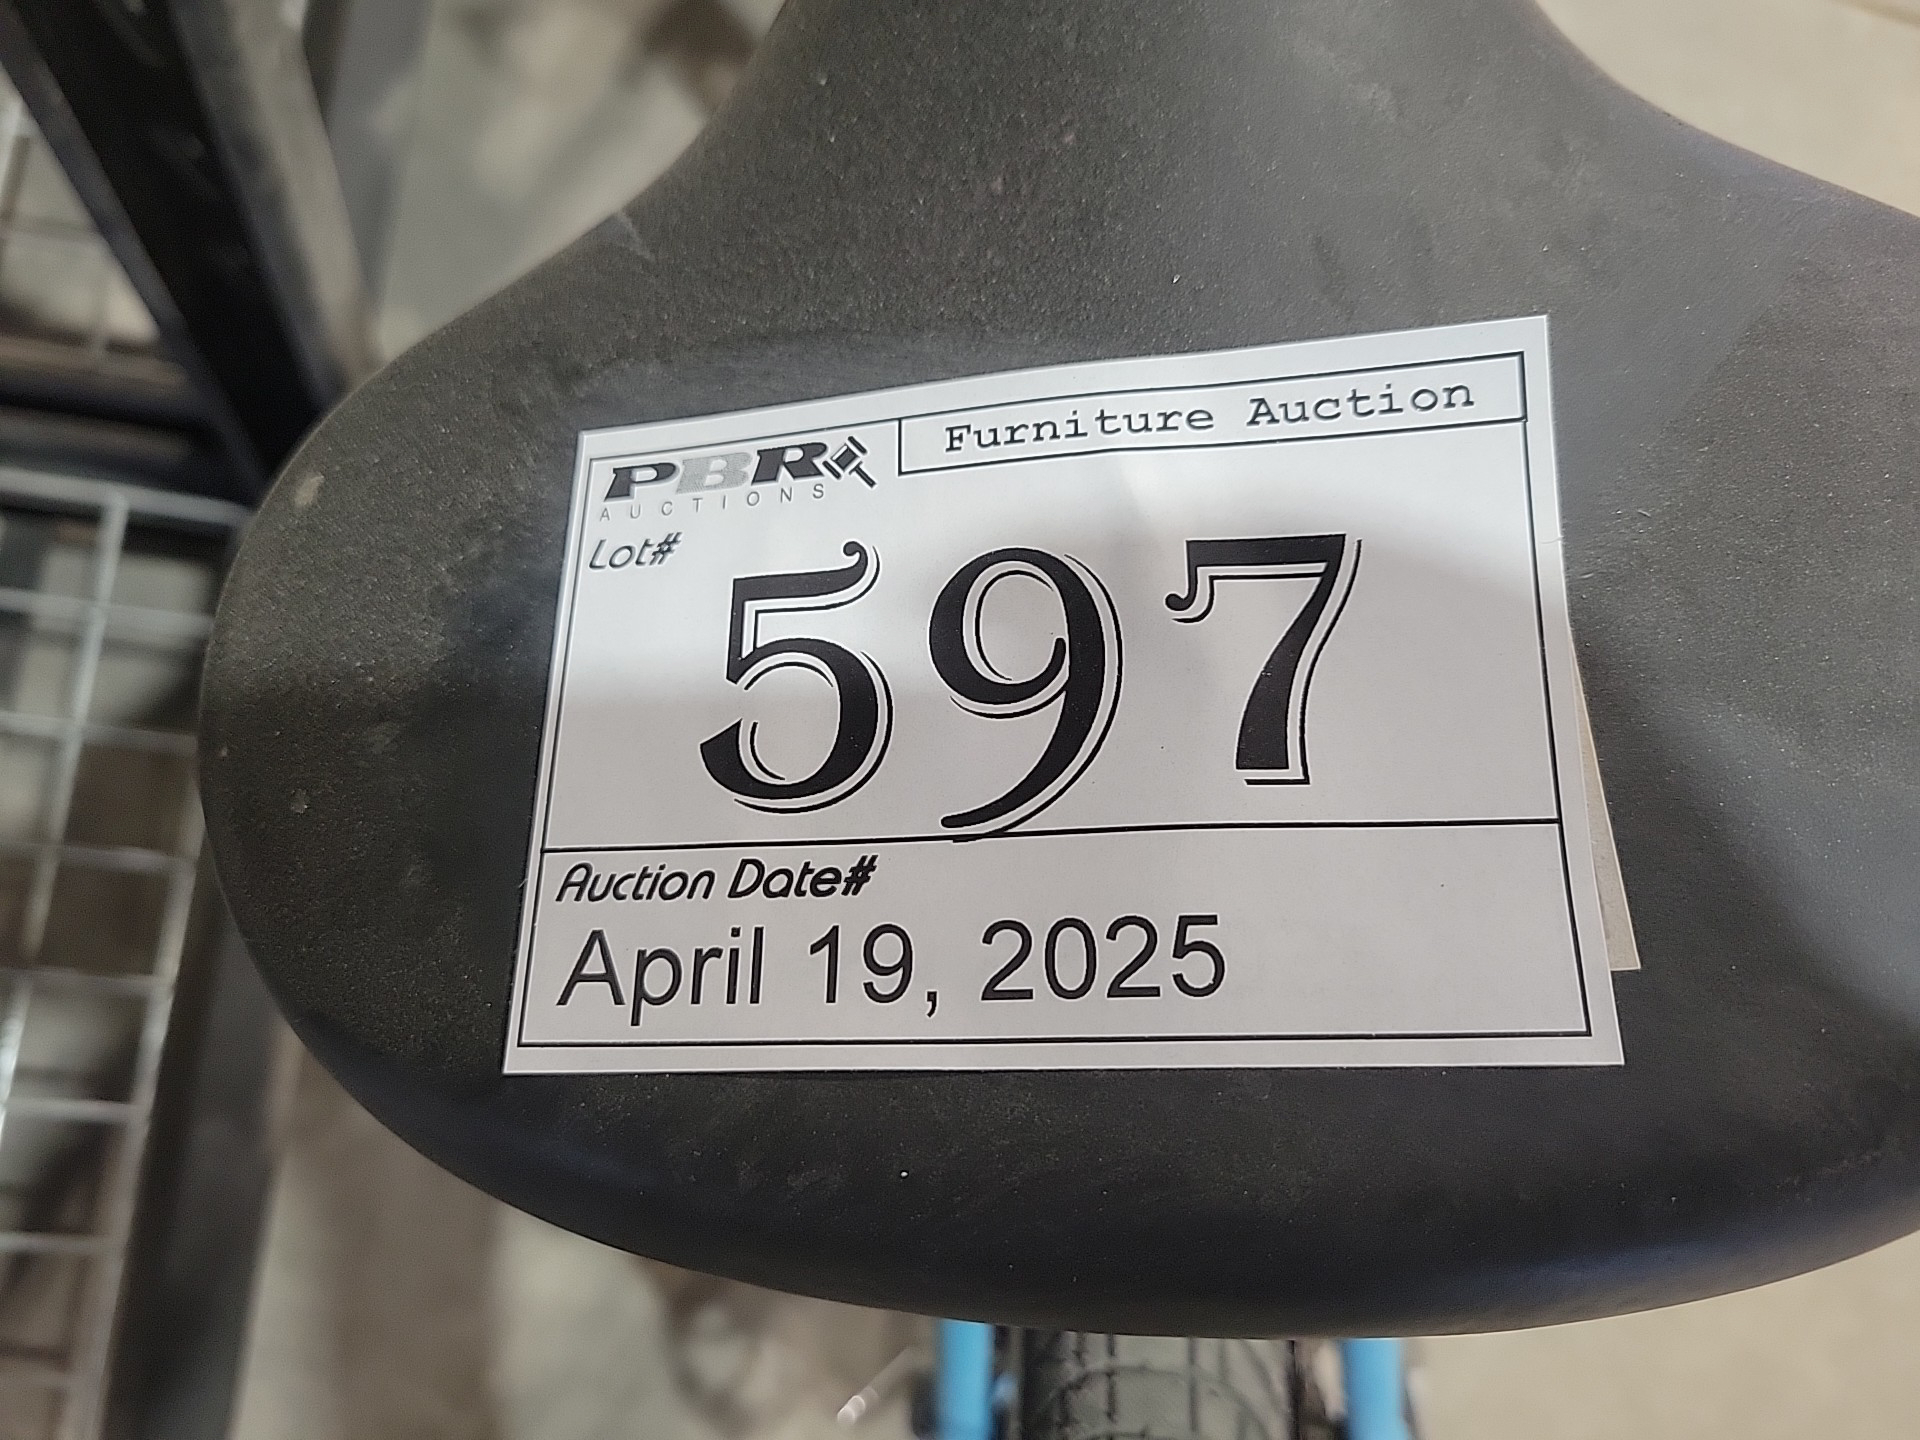 PBR
AUCTIONS
Furniture Auction
Lot#
597
Auction Date#
April 19, 2025